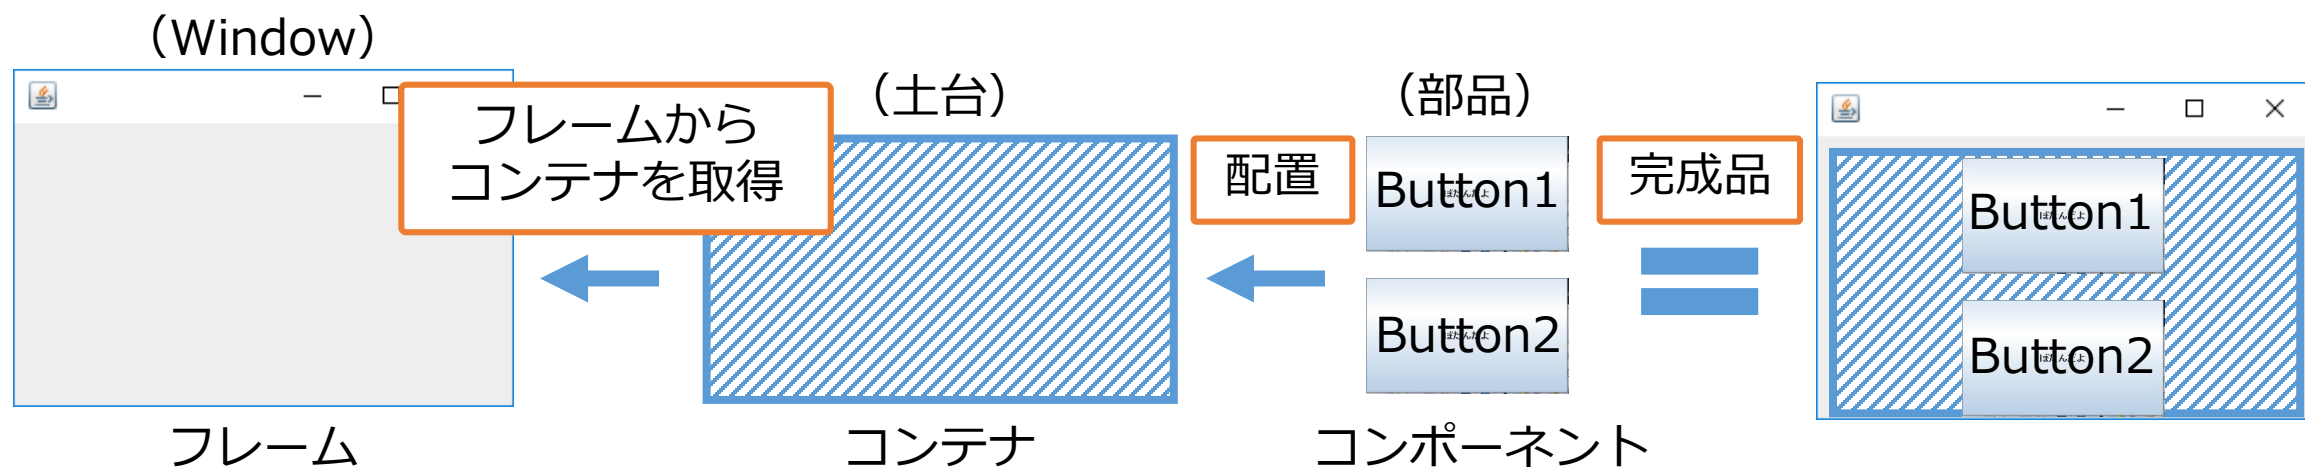 （Window）
フレームから
コンテナを取得
フレーム
（土台）
コンテナ
配置
（部品）
Button1
Button2
コンポーネント
完成品
Button1
Button2